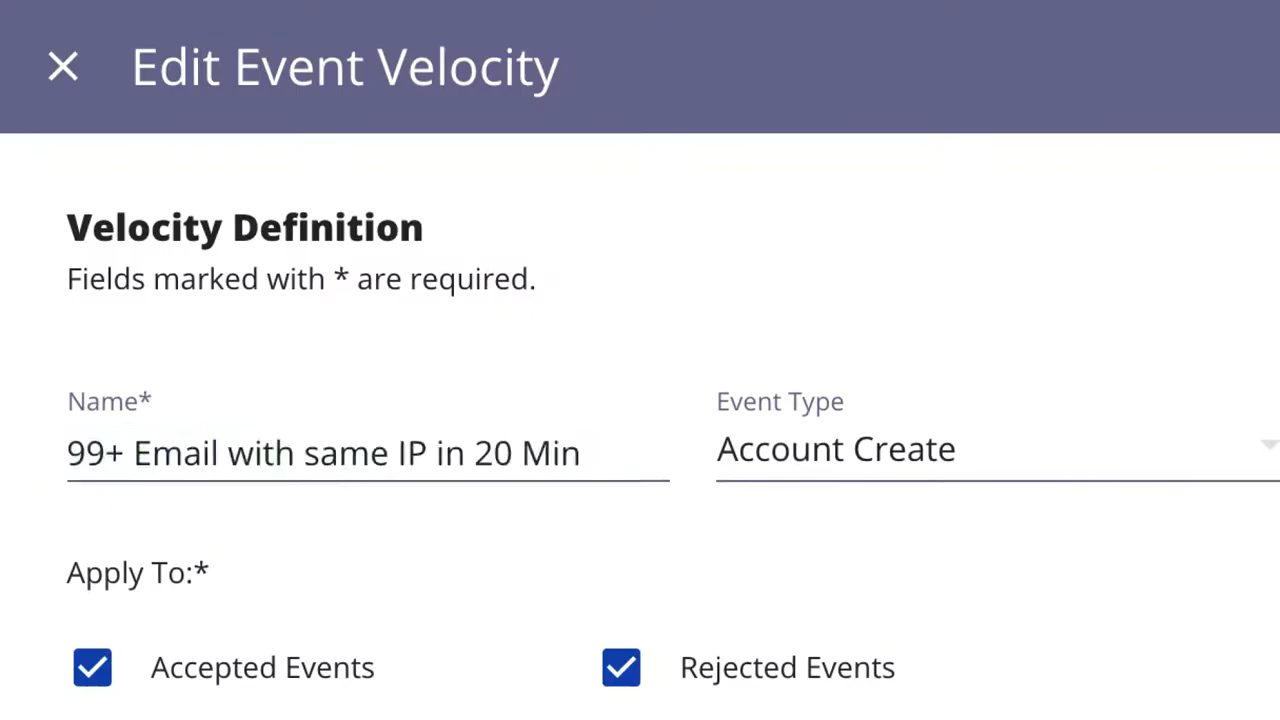 Edit Event Velocity
Velocity Definition
Fields marked with * are required.
Name*
Event Type
99+ Email with same IP in 20 Min
Account Create
Apply To:*
Accepted Events
Rejected Events